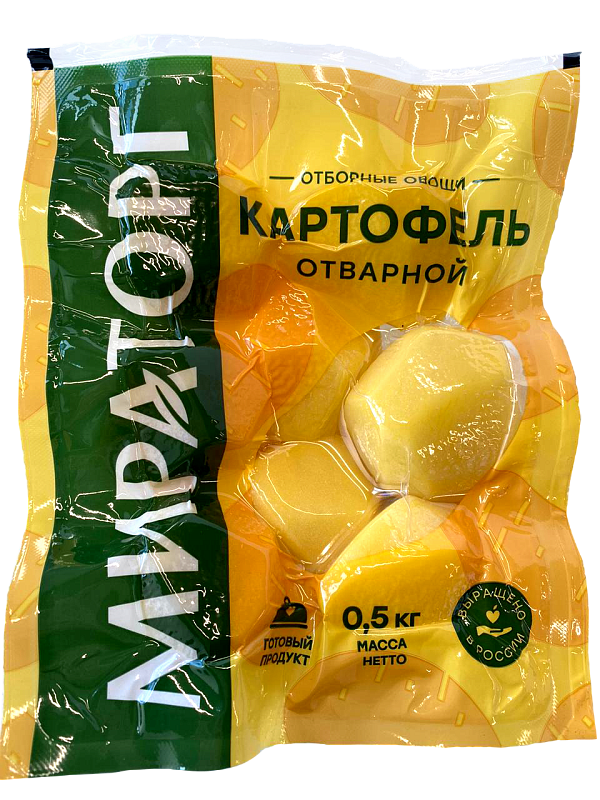 МИРАТОРГ
ОТБОРНЫЕ ОВОЩИ
КАРТОФЕЛЬ
ОТВАРНОЙ
ГОТОВЫЙ
ПРОДУКТ
0,5 КГ
МАССА
НЕТТО
ВЫРАЩЕНО
В РОССИИ